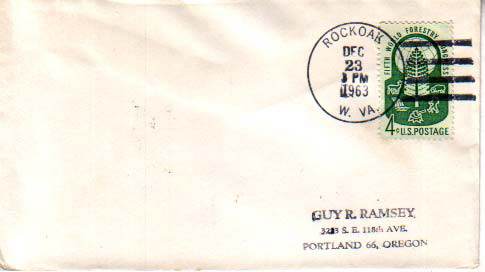 ROCKOAK
DEC
23
3 PM
1963
W. VA.
FIFTH WORLD FORESTRY CONGRESS
4¢ U.S. POSTAGE
GUY R. RAMSEY
S. E. 118th AVE.
PORTLAND 66, OREGON